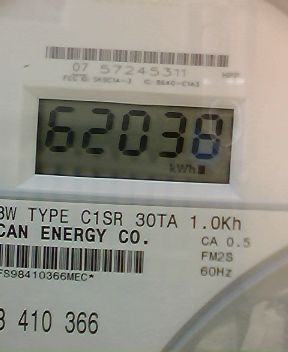 07 57245311
HPP
62038
kWh
3W TYPE C1SR 30TA 1.0Kh
CAN ENERGY CO.
CA 0.5
FM2S
60Hz
FS98410366MEC*
410 366